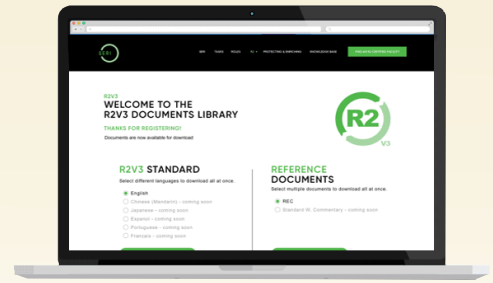 SERI
R2V3
WELCOME TO THE
R2V3 DOCUMENTS LIBRARY
THANKS FOR REGISTERING!
Documents are now available for download
R2
V3
R2V3 STANDARD
Select different languages to download all at once.
English
Chinese (Mandarin) - coming soon
Japanese - coming soon
Espanol - coming soon
Portuguese - coming soon
Francais - coming soon
REFERENCE
DOCUMENTS
Select multiple documents to download all at once.
REC
Standard W. Commentary - coming soon